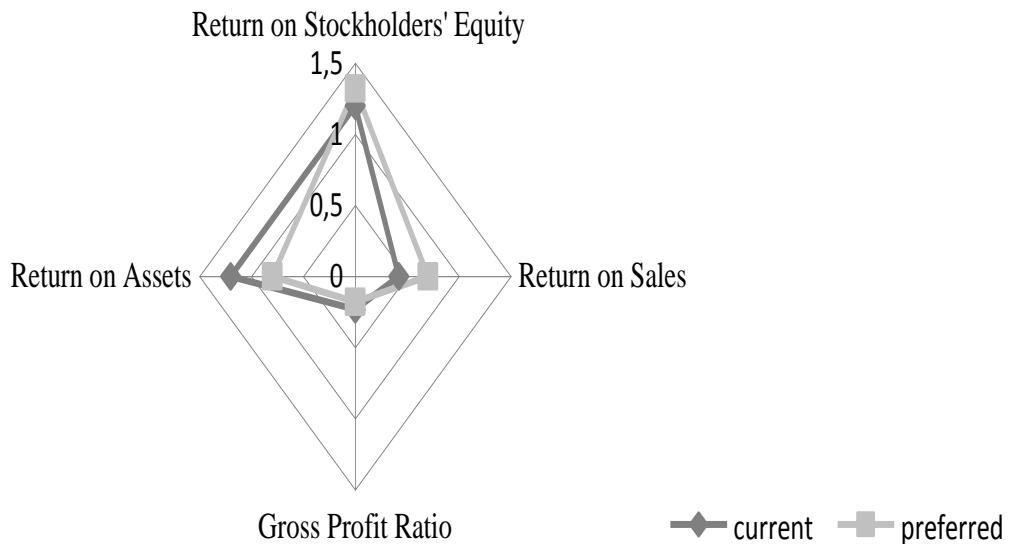 Return on Stockholders' Equity
1,5
1
0,5
0
Return on Assets
Return on Sales
Gross Profit Ratio
current
preferred